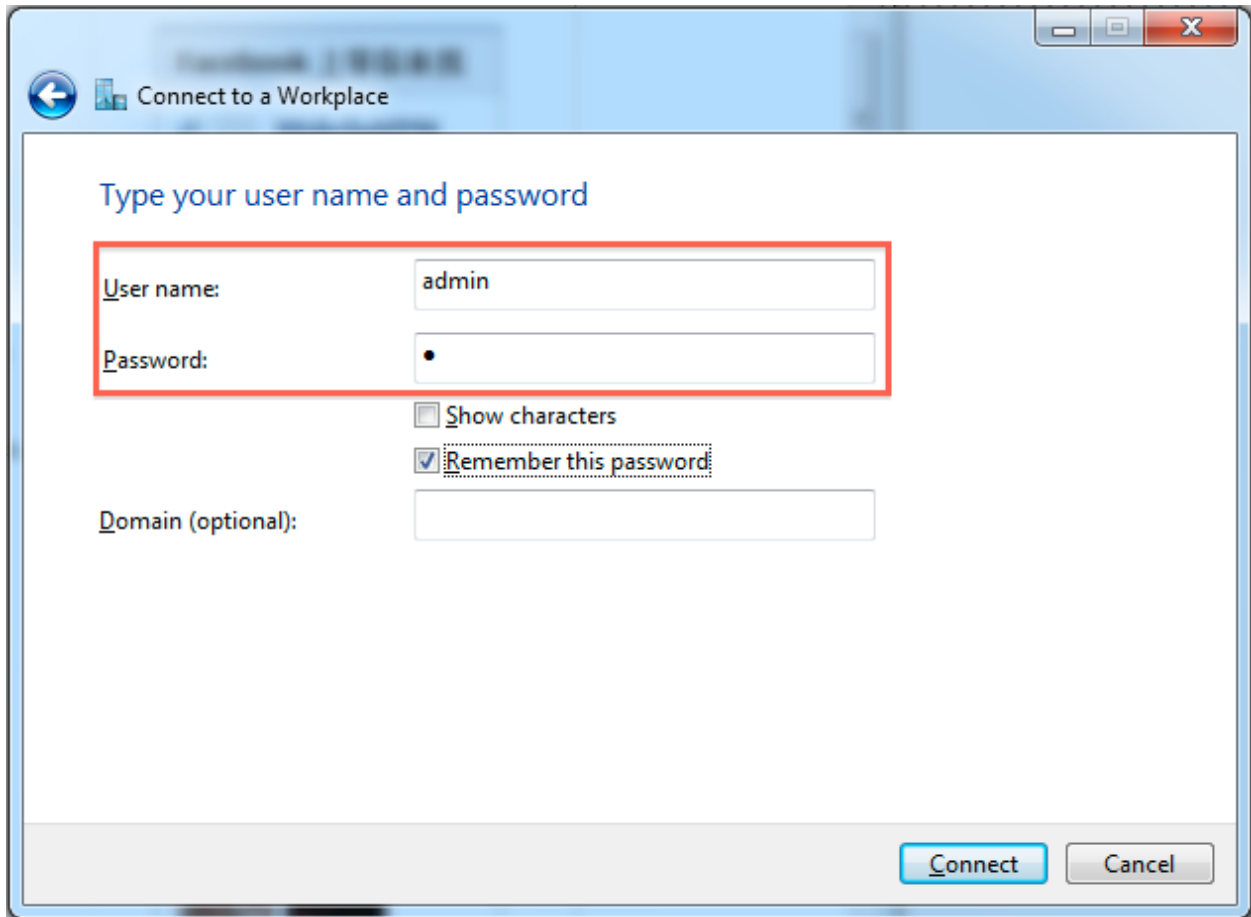 Connect to a Workplace
Type your user name and password
User name: admin
Password: •
Show characters
Remember this password
Domain (optional):
Connect Cancel